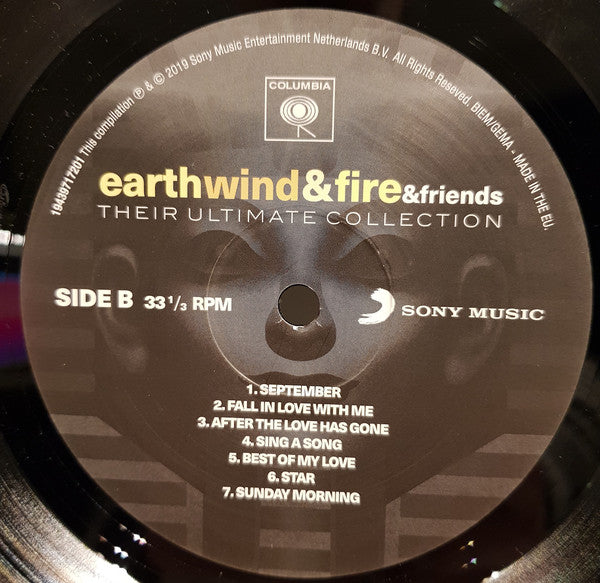 19439717201 This compilation ℗ & © 2019 Sony Music Entertainment Netherlands B.V. All Rights Reseved. BIEM/GEMA - MADE IN THE EU.
COLUMBIA
earthwind&fire&friends
THEIR ULTIMATE COLLECTION
SIDE B 33 1/3 RPM
SONY MUSIC
1. SEPTEMBER
2. FALL IN LOVE WITH ME
3. AFTER THE LOVE HAS GONE
4. SING A SONG
5. BEST OF MY LOVE
6. STAR
7. SUNDAY MORNING